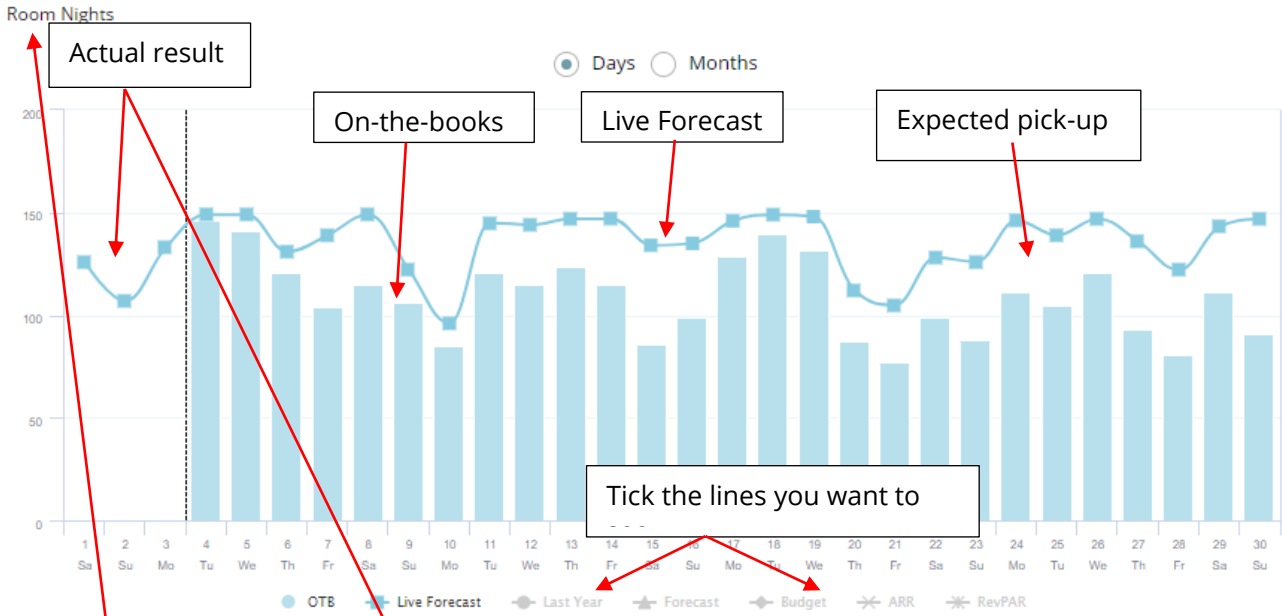 Room Nights
Actual result
Days Months
On-the-books
Live Forecast
Expected pick-up
200
150
100
50
0
Tick the lines you want to
1 2 3 4 5 6 7 8 9 10 11 12 13 14 15 16 17 18 19 20 21 22 23 24 25 26 27 28 29 30
Sa Su Mo Tu We Th Fr Sa Su Mo Tu We Th Fr Sa Su Mo Tu We Th Fr Sa Su Mo Tu We Th Fr Sa Su
OTB Live Forecast Last Year Forecast Budget ARR RevPAR